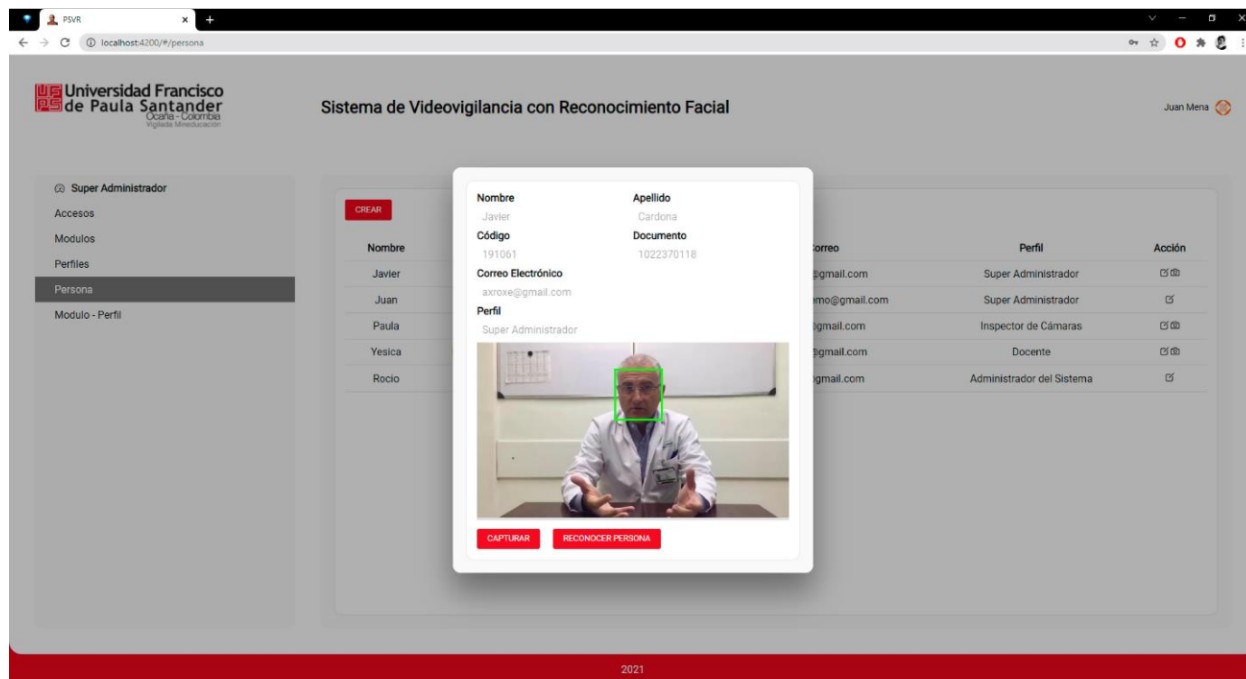 PSVR
localhost:4200/#/persona
Universidad Francisco
de Paula Santander
Ocaña - Colombia
Vigilada Mineducación
Sistema de Videovigilancia con Reconocimiento Facial
Juan Mena
Super Administrador
Accesos
Modulos
Perfiles
Persona
Modulo - Perfil
CREAR
Nombre Correo Perfil Acción
Javier @gmail.com Super Administrador
Juan emo@gmail.com Super Administrador
Paula @gmail.com Inspector de Cámaras
Yesica @gmail.com Docente
Rocio @gmail.com Administrador del Sistema
Nombre Apellido
Javier Cardona
Código Documento
191061 1022370118
Correo Electrónico
axroxe@gmail.com
Perfil
Super Administrador
CAPTURAR RECONOCER PERSONA
2021